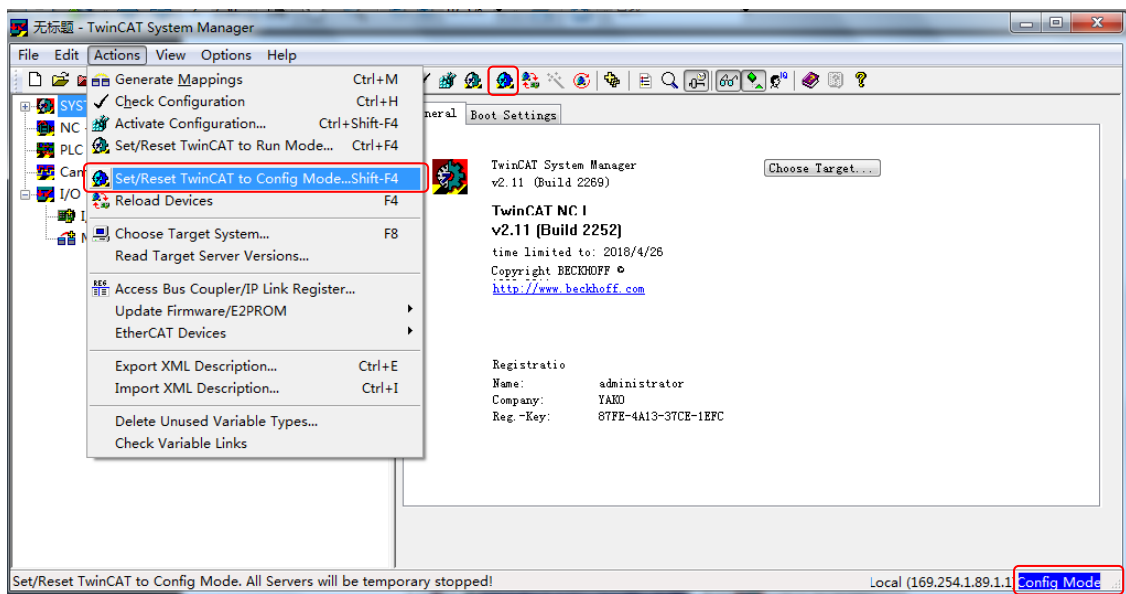 无标题 - TwinCAT System Manager
File Edit Actions View Options Help
Generate Mappings Ctrl+M
Check Configuration Ctrl+H
Activate Configuration... Ctrl+Shift-F4
Set/Reset TwinCAT to Run Mode... Ctrl+F4
Set/Reset TwinCAT to Config Mode...Shift-F4
Reload Devices F4
Choose Target System... F8
Read Target Server Versions...
Access Bus Coupler/IP Link Register...
Update Firmware/E2PROM
EtherCAT Devices
Export XML Description... Ctrl+E
Import XML Description... Ctrl+I
Delete Unused Variable Types...
Check Variable Links
SYS
NC -
PLC
Cam
I/O
neral Boot Settings
TwinCAT System Manager
v2.11 (Build 2269)
Choose Target...
TwinCAT NC I
v2.11 (Build 2252)
time limited to: 2018/4/26
Copyright BECKHOFF ©
http://www.beckhoff.com
Registratio
Name: administrator
Company: YAKO
Reg.-Key: 87FE-4A13-37CE-1EFC
Set/Reset TwinCAT to Config Mode. All Servers will be temporary stopped!
Local (169.254.1.89.1.1 Config Mode